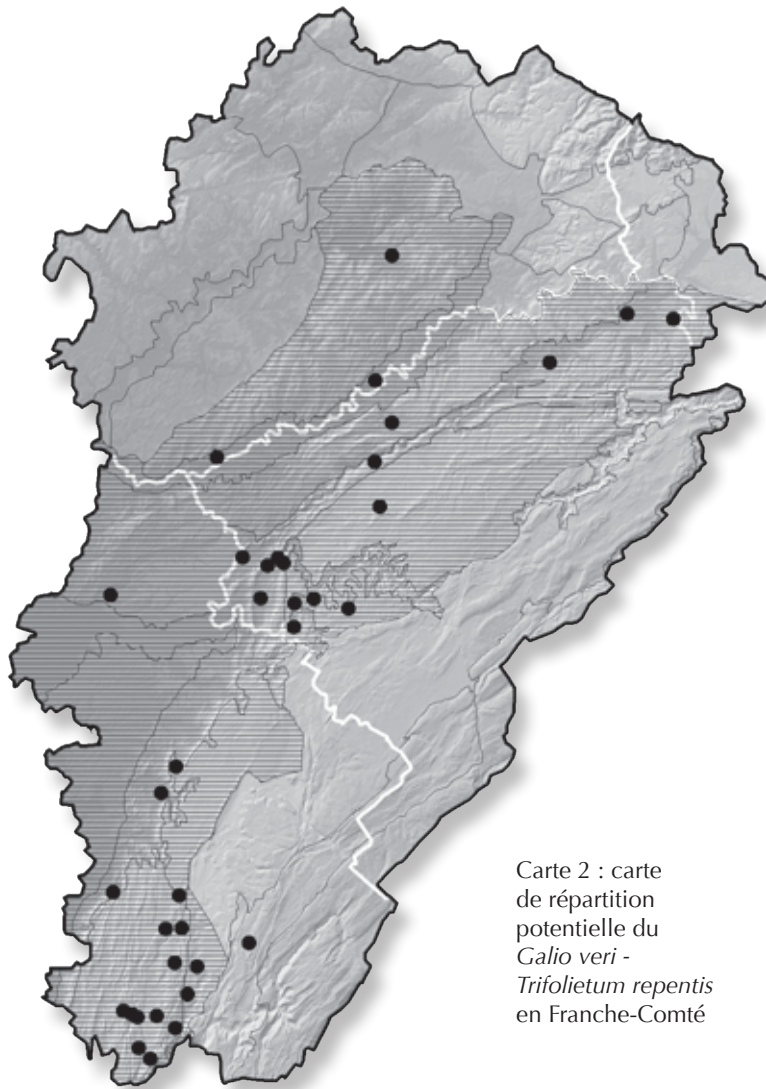 Carte 2 : carte
de répartition
potentielle du
Galio veri -
Trifolietum repentis
en Franche-Comté